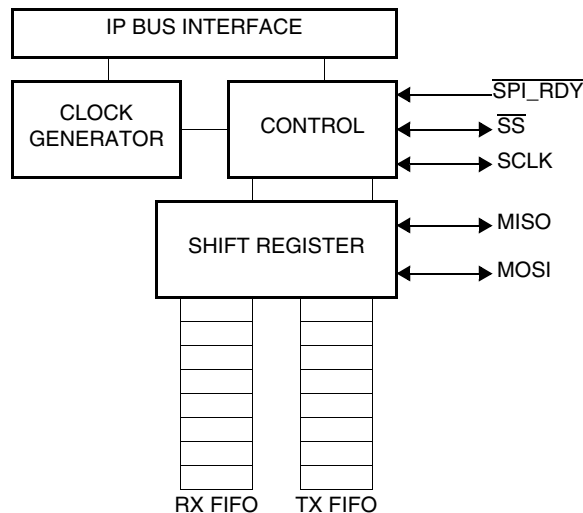 IP BUS INTERFACE
CLOCK
GENERATOR
CONTROL
SPI_RDY
SS
SCLK
SHIFT REGISTER
MISO
MOSI
RX FIFO
TX FIFO